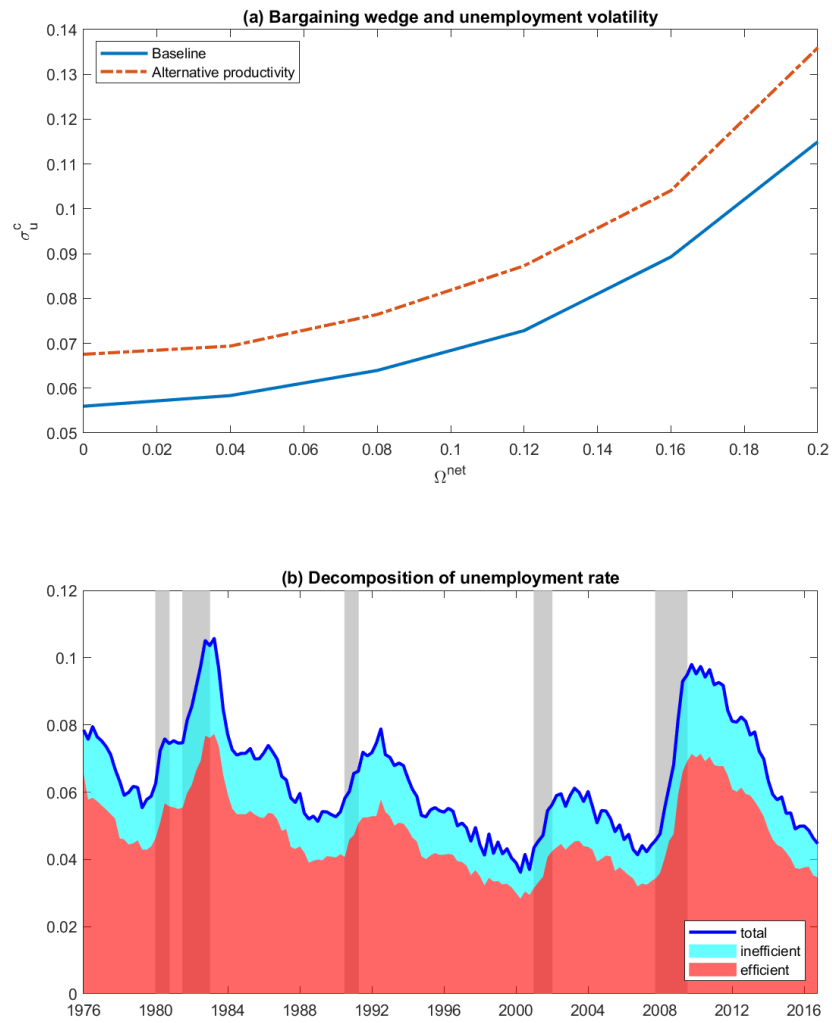 (a) Bargaining wedge and unemployment volatility
0.14
0.13
0.12
0.11
0.1
0.09
0.08
0.07
0.06
0.05
σ_u^c
Baseline
Alternative productivity
0 0.02 0.04 0.06 0.08 0.1 0.12 0.14 0.16 0.18 0.2
Ω^net
(b) Decomposition of unemployment rate
0.12
0.1
0.08
0.06
0.04
0.02
0
total
inefficient
efficient
1976 1980 1984 1988 1992 1996 2000 2004 2008 2012 2016